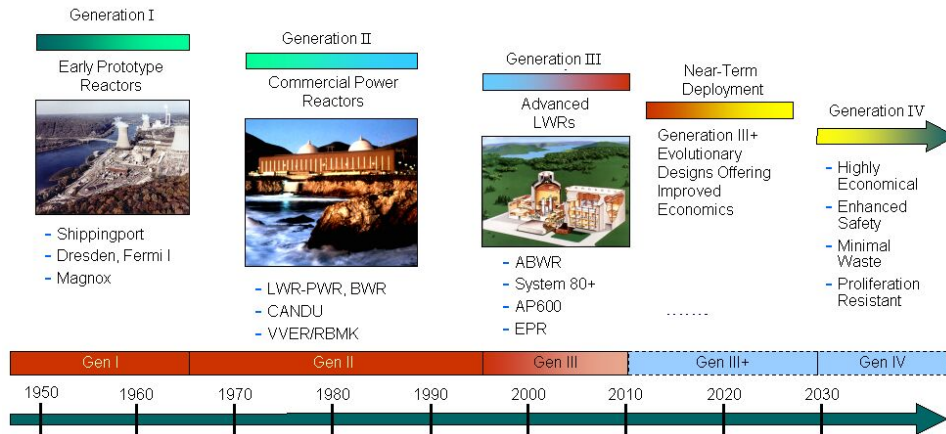 Generation I
Early Prototype
Reactors
- Shippingport
- Dresden, Fermi I
- Magnox
Generation II
Commercial Power
Reactors
- LWR-PWR, BWR
- CANDU
- VVER/RBMK
Generation III
Advanced
LWRs
- ABWR
- System 80+
- AP600
- EPR
Near-Term
Deployment
Generation III+
Evolutionary
Designs Offering
Improved
Economics
.......
Generation IV
- Highly
Economical
- Enhanced
Safety
- Minimal
Waste
- Proliferation
Resistant
Gen I Gen II Gen III Gen III+ Gen IV
1950 1960 1970 1980 1990 2000 2010 2020 2030